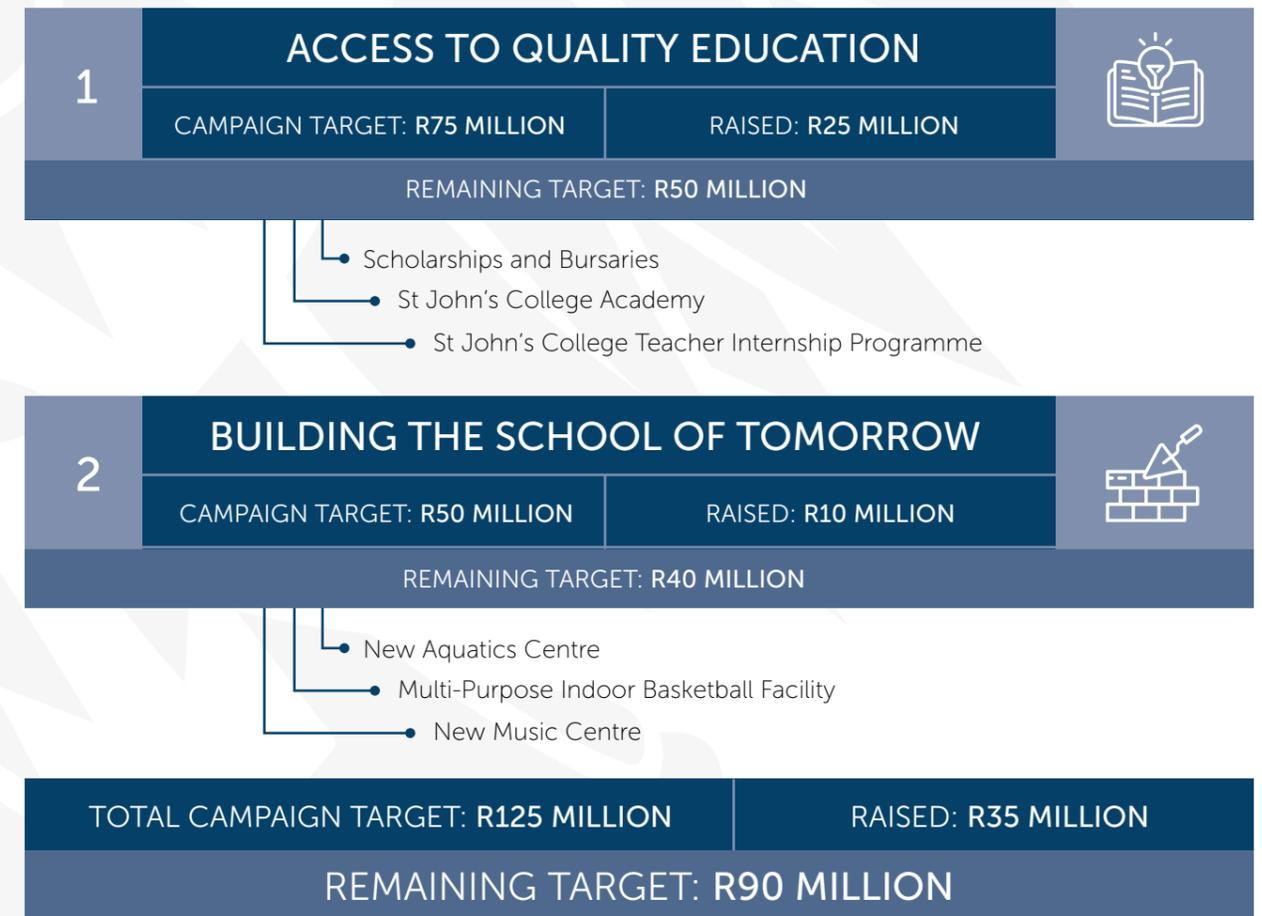 1
ACCESS TO QUALITY EDUCATION
CAMPAIGN TARGET: R75 MILLION
RAISED: R25 MILLION
REMAINING TARGET: R50 MILLION
Scholarships and Bursaries
St John's College Academy
St John's College Teacher Internship Programme
2
BUILDING THE SCHOOL OF TOMORROW
CAMPAIGN TARGET: R50 MILLION
RAISED: R10 MILLION
REMAINING TARGET: R40 MILLION
New Aquatics Centre
Multi-Purpose Indoor Basketball Facility
New Music Centre
TOTAL CAMPAIGN TARGET: R125 MILLION
RAISED: R35 MILLION
REMAINING TARGET: R90 MILLION